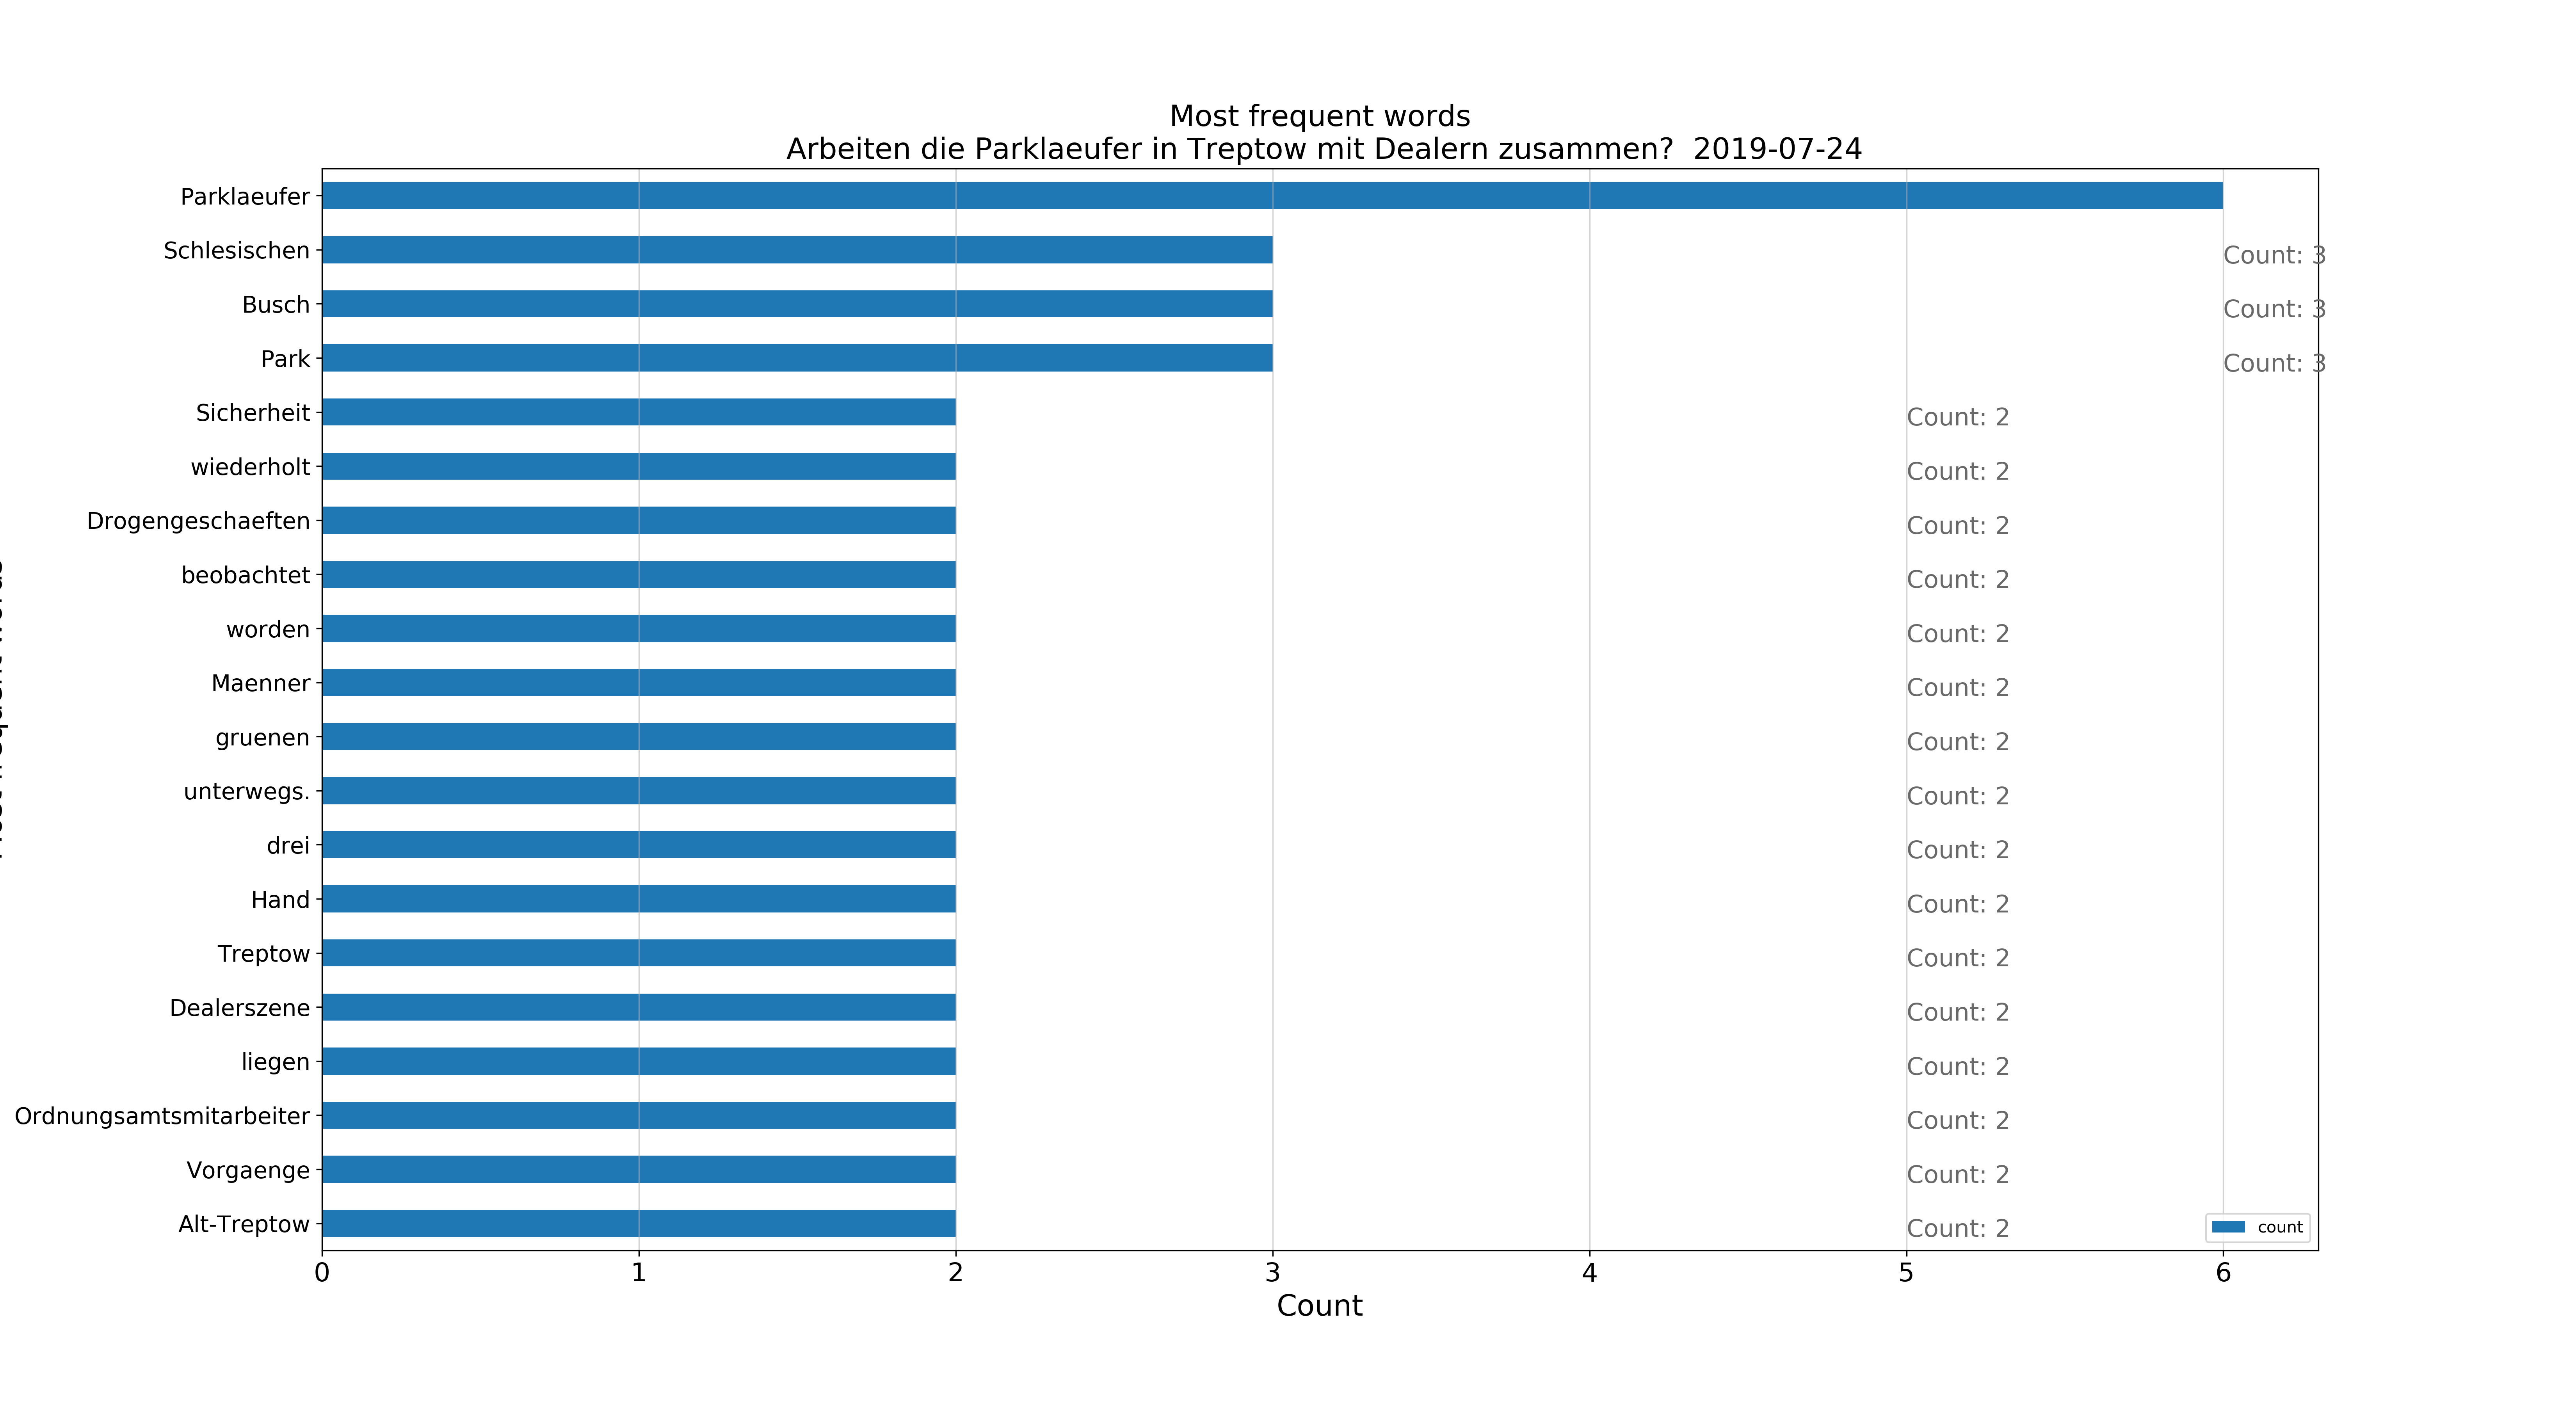 Most frequent words
Arbeiten die Parklaeufer in Treptow mit Dealern zusammen?  2019-07-24
Parklaeufer
Schlesischen Count: 3
Busch Count: 3
Park Count: 3
Sicherheit Count: 2
wiederholt Count: 2
Drogengeschaeften Count: 2
beobachtet Count: 2
worden Count: 2
Maenner Count: 2
gruenen Count: 2
unterwegs. Count: 2
drei Count: 2
Hand Count: 2
Treptow Count: 2
Dealerszene Count: 2
liegen Count: 2
Ordnungsamtsmitarbeiter Count: 2
Vorgaenge Count: 2
Alt-Treptow Count: 2
count
0 1 2 3 4 5 6
Count